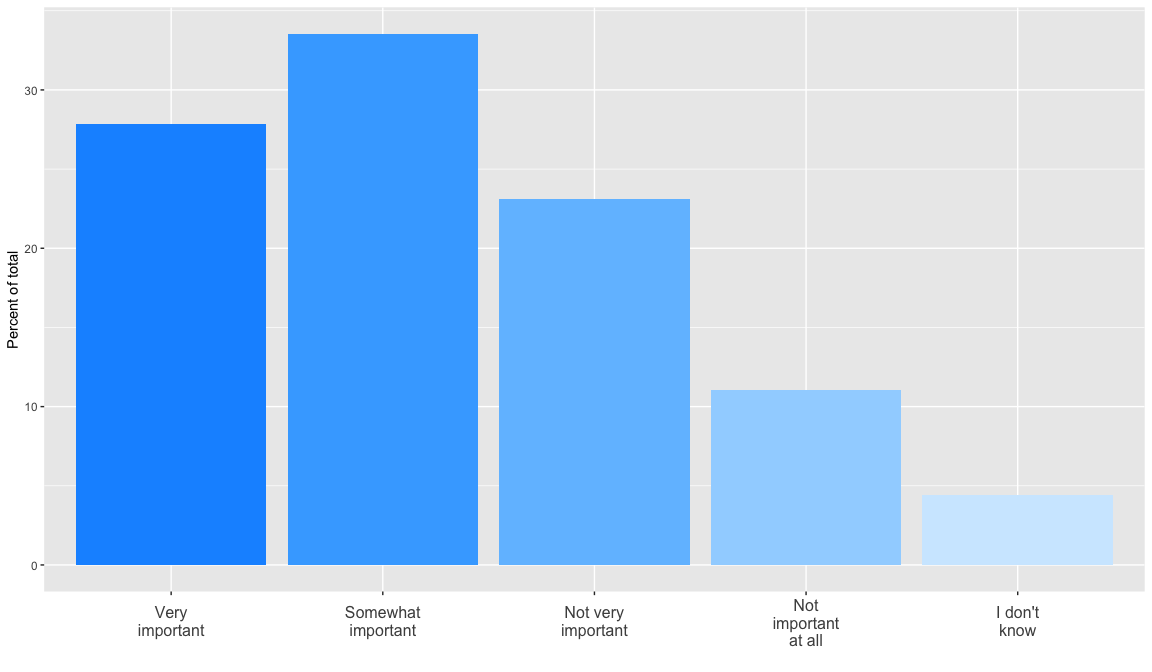 Percent of total
30
20
10
0
Very
important
Somewhat
important
Not very
important
Not
important
at all
I don't
know